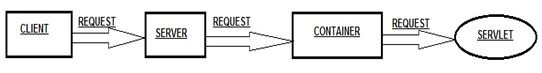 CLIENT
REQUEST
SERVER
REQUEST
CONTAINER
REQUEST
SERVLET